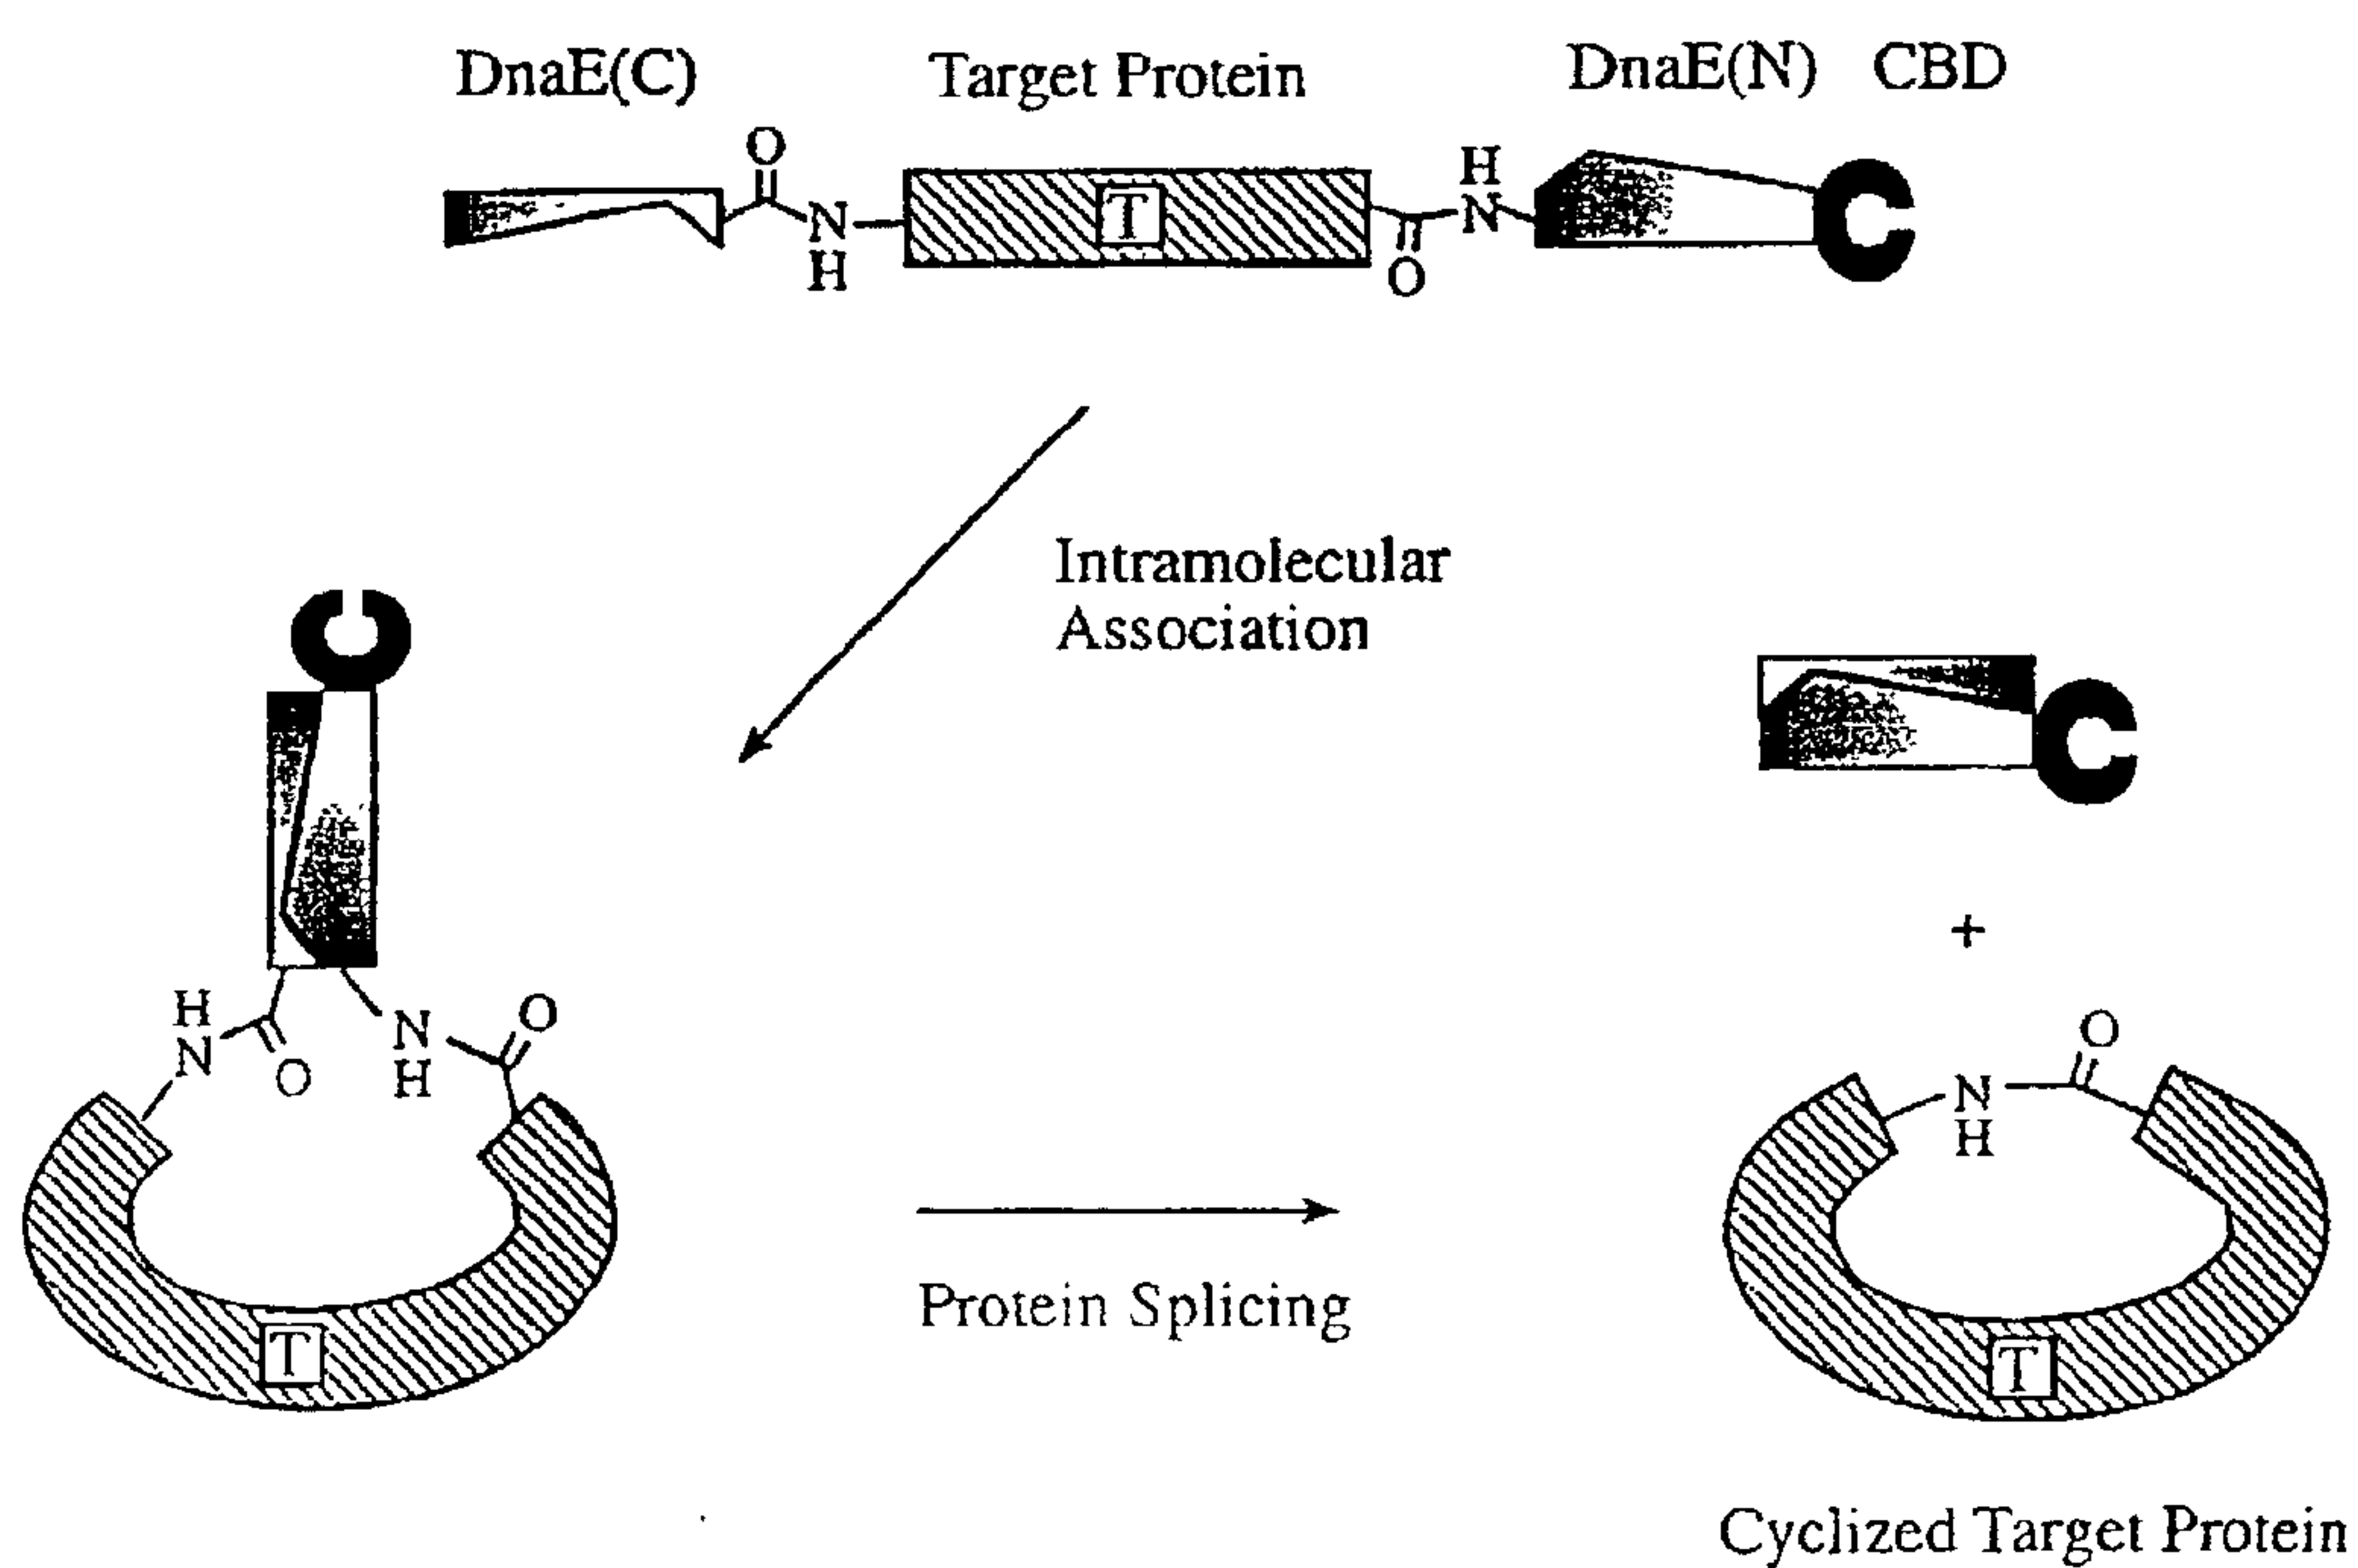 DnaE(C) Target Protein DnaE(N) CBD
O
H
N
T
N
H
O
Intramolecular
Association
+
H
N
O
N
H
O
O
N
H
Protein Splicing
T
T
Cyclized Target Protein